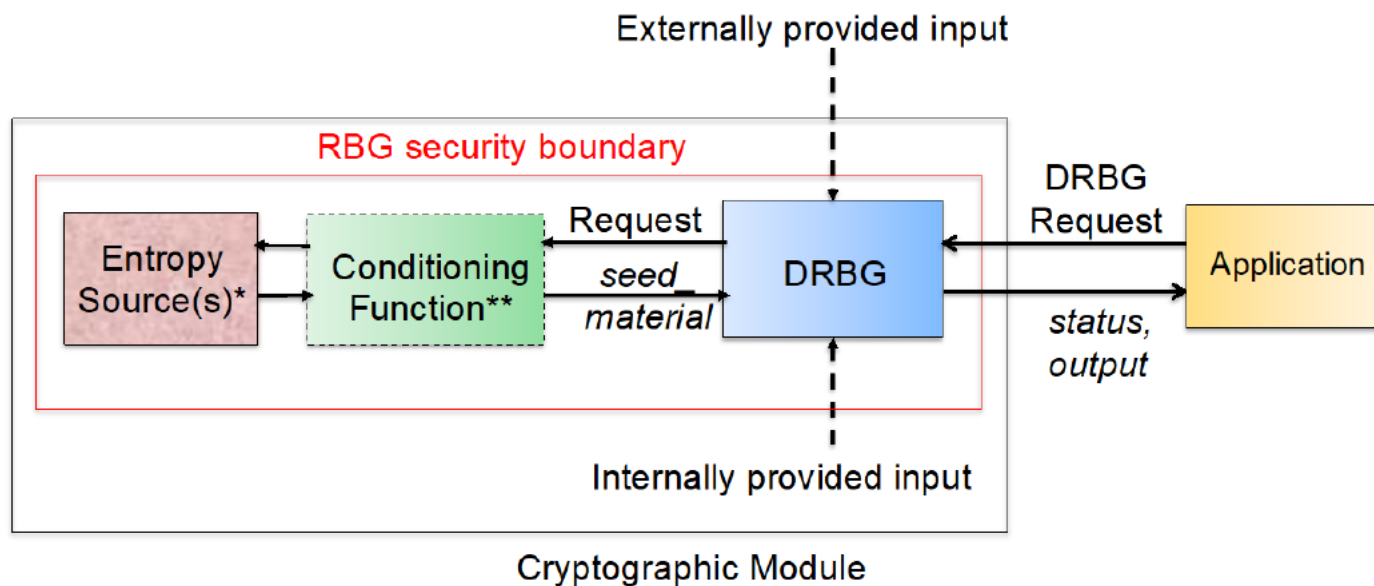 Externally provided input
RBG security boundary
Entropy
Source(s)*
Conditioning
Function**
Request
seed_
material
DRBG
DRBG
Request
status,
output
Application
Internally provided input
Cryptographic Module